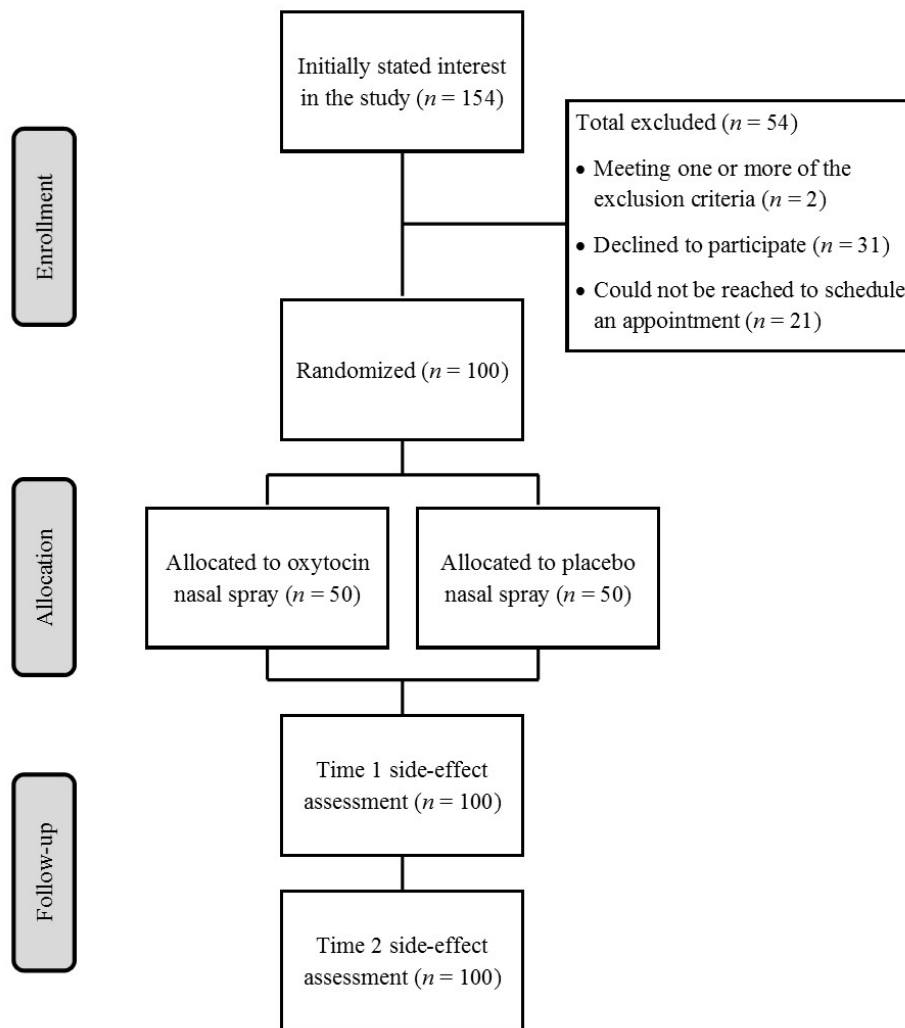 Initially stated interest
in the study (n = 154)
Enrollment
Total excluded (n = 54)
• Meeting one or more of the
exclusion criteria (n = 2)
• Declined to participate (n = 31)
• Could not be reached to schedule
an appointment (n = 21)
Randomized (n = 100)
Allocation
Allocated to oxytocin
nasal spray (n = 50)
Allocated to placebo
nasal spray (n = 50)
Follow-up
Time 1 side-effect
assessment (n = 100)
Time 2 side-effect
assessment (n = 100)